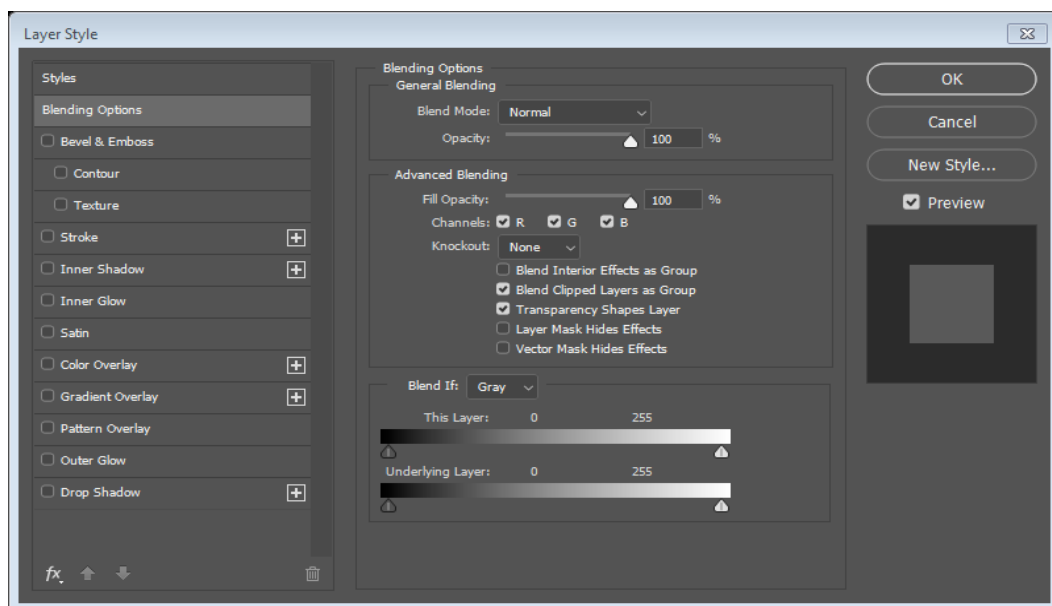 Layer Style
Styles
Blending Options
Bevel & Emboss
Contour
Texture
Stroke
Inner Shadow
Inner Glow
Satin
Color Overlay
Gradient Overlay
Pattern Overlay
Outer Glow
Drop Shadow
fx
Blending Options
General Blending
Blend Mode: Normal
Opacity: 100 %
Advanced Blending
Fill Opacity: 100 %
Channels: R G B
Knockout: None
Blend Interior Effects as Group
Blend Clipped Layers as Group
Transparency Shapes Layer
Layer Mask Hides Effects
Vector Mask Hides Effects
Blend If: Gray
This Layer: 0 255
Underlying Layer: 0 255
OK
Cancel
New Style...
Preview